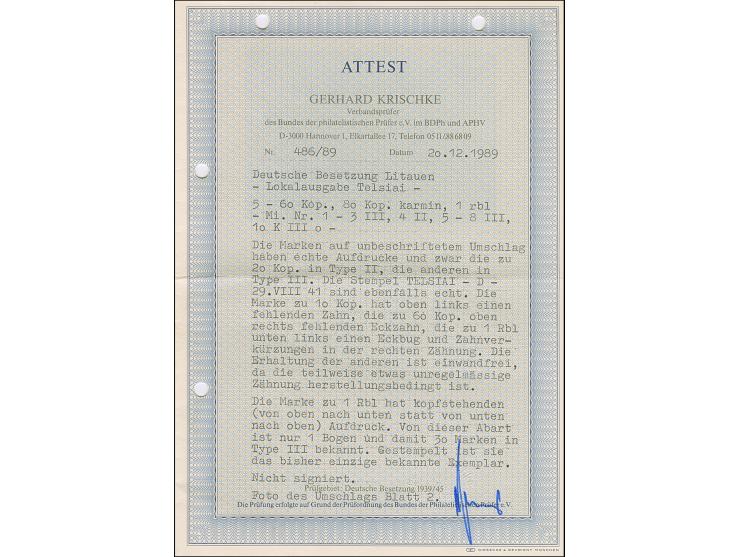 ATTEST
GERHARD KRISCHKE
Verbandsprüfer
des Bundes der philatelistischen Prüfer e.V. im BDPh und APHV
D-3000 Hannover 1, Elkartallee 17, Telefon 0511/88 68 09
Nr. 486/89 Datum 20.12.1989
Deutsche Besetzung Litauen
- Lokalausgabe Telsiai -
5 - 60 Kop., 80 Kop. karmin, 1 rbl
- Mi. Nr. 1 - 3 III, 4 II, 5 - 8 III,
10 K III o -
Die Marken auf unbeschriftetem Umschlag
haben echte Aufdrucke und zwar die zu
20 Kop. in Type II, die anderen in
Type III. Die Stempel TELSIAI - D -
29.VIII 41 sind ebenfalls echt. Die
Marke zu 10 Kop. hat oben links einen
fehlenden Zahn, die zu 60 Kop. oben
rechts fehlenden Eckzahn, die zu 1 Rbl
unten links einen Eckbug und Zahnver-
kürzungen in der rechten Zähnung. Die
Erhaltung der anderen ist einwandfrei,
da die teilweise etwas unregelmässige
Zähnung herstellungsbedingt ist.
Die Marke zu 1 Rbl hat kopfstehenden
(von oben nach unten statt von unten
nach oben) Aufdruck. Von dieser Abart
ist nur 1 Bogen und damit 30 Marken in
Type III bekannt. Gestempelt ist sie
das bisher einzige bekannte Exemplar.
Nicht signiert.
Prüfgebiet: Deutsche Besetzung 1939/45
Foto des Umschlags Blatt 2.
Die Prüfung erfolgte auf Grund der Prüfordnung des Bundes der Philatelistischen Prüfer e.V.
GIESECKE & DEVRIENT MÜNCHEN